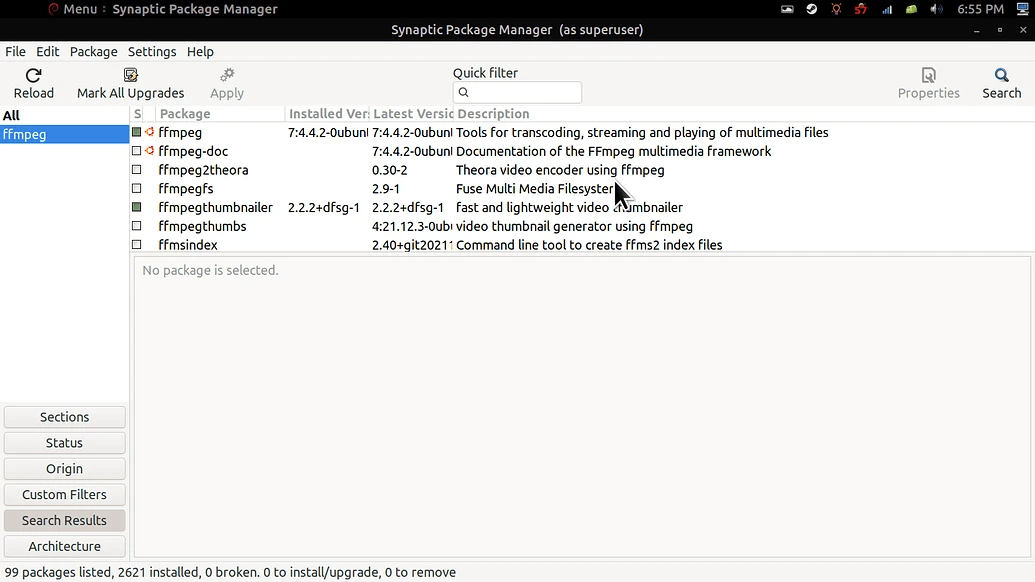 Menu : Synaptic Package Manager 57 6:55 PM
Synaptic Package Manager (as superuser)
File Edit Package Settings Help
Reload Mark All Upgrades Apply Quick filter Properties Search
All
ffmpeg
S Package Installed Ver Latest Versic Description
ffmpeg 7:4.4.2-0ubun 7:4.4.2-0ubun Tools for transcoding, streaming and playing of multimedia files
ffmpeg-doc 7:4.4.2-0ubun Documentation of the FFmpeg multimedia framework
ffmpeg2theora 0.30-2 Theora video encoder using ffmpeg
ffmpegfs 2.9-1 Fuse Multi Media Filesyster
ffmpegthumbnailer 2.2.2+dfsg-1 2.2.2+dfsg-1 fast and lightweight video thumbnailer
ffmpegthumbs 4:21.12.3-0ub video thumbnail generator using ffmpeg
ffmsindex 2.40+git2021 Command line tool to create ffms2 index files
No package is selected.
Sections
Status
Origin
Custom Filters
Search Results
Architecture
99 packages listed, 2621 installed, 0 broken. 0 to install/upgrade, 0 to remove